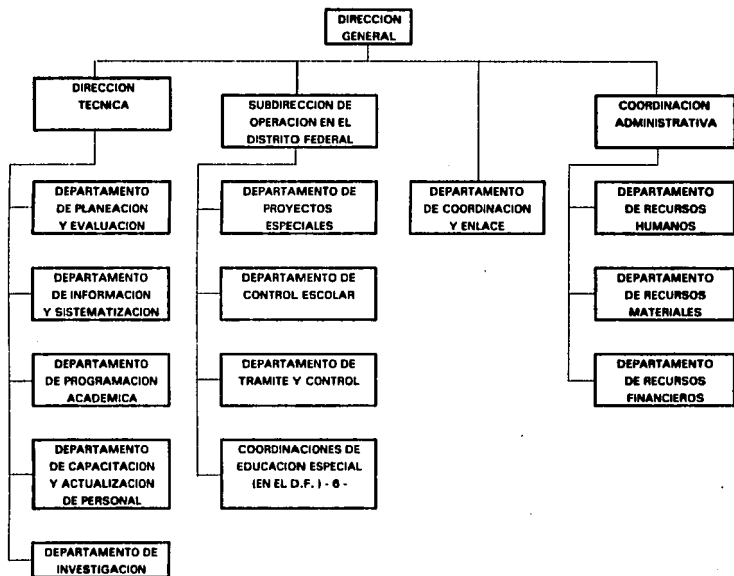 DIRECCION
GENERAL
DIRECCION
TECNICA
SUBDIRECCION DE
OPERACION EN EL
DISTRITO FEDERAL
COORDINACION
ADMINISTRATIVA
DEPARTAMENTO
DE PLANEACION
Y EVALUACION
DEPARTAMENTO DE
PROYECTOS
ESPECIALES
DEPARTAMENTO
DE COORDINACION
Y ENLACE
DEPARTAMENTO
DE RECURSOS
HUMANOS
DEPARTAMENTO
DE INFORMACIÓN
Y SISTEMATIZACION
DEPARTAMENTO DE
CONTROL ESCOLAR
DEPARTAMENTO
DE RECURSOS
MATERIALES
DEPARTAMENTO
DE PROGRAMACION
ACADEMICA
DEPARTAMENTO DE
TRAMITE Y CONTROL
DEPARTAMENTO
DE RECURSOS
FINANCIEROS
DEPARTAMENTO
DE CAPACITACION
Y ACTUALIZACION
DE PERSONAL
COORDINACIONES DE
EDUCACION ESPECIAL
(EN EL D.F. ) - 6 -
DEPARTAMENTO DE
INVESTIGACION